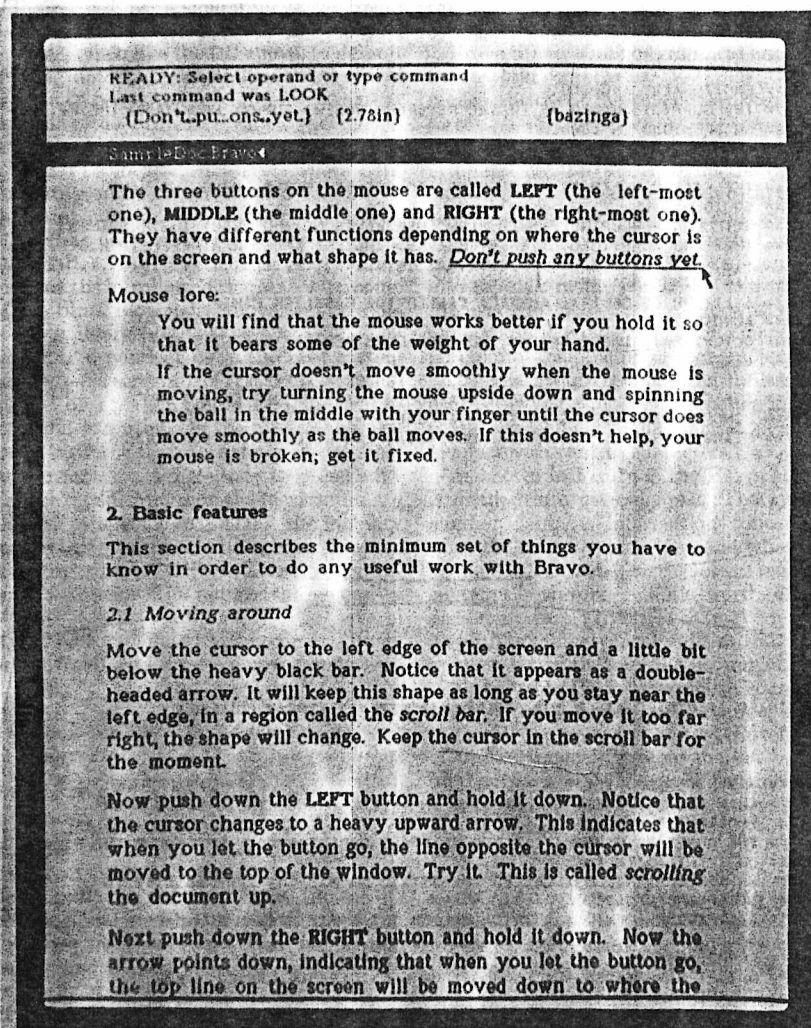 READY: Select operand or type command
Last command was LOOK
{Don't..pu...ons..yet.} {2.78in} {bazinga}
SampleDoc.Bravo
The three buttons on the mouse are called LEFT (the left-most
one), MIDDLE (the middle one) and RIGHT (the right-most one).
They have different functions depending on where the cursor is
on the screen and what shape it has. Don't push any buttons yet.
Mouse lore:
You will find that the mouse works better if you hold it so
that it bears some of the weight of your hand.
If the cursor doesn't move smoothly when the mouse is
moving, try turning the mouse upside down and spinning
the ball in the middle with your finger until the cursor does
move smoothly as the ball moves. If this doesn't help, your
mouse is broken; get it fixed.
2. Basic features
This section describes the minimum set of things you have to
know in order to do any useful work with Bravo.
2.1 Moving around
Move the cursor to the left edge of the screen and a little bit
below the heavy black bar. Notice that it appears as a double-
headed arrow. It will keep this shape as long as you stay near the
left edge, in a region called the scroll bar. If you move it too far
right, the shape will change. Keep the cursor in the scroll bar for
the moment.
Now push down the LEFT button and hold it down. Notice that
the cursor changes to a heavy upward arrow. This indicates that
when you let the button go, the line opposite the cursor will be
moved to the top of the window. Try it. This is called scrolling
the document up.
Next push down the RIGHT button and hold it down. Now the
arrow points down, indicating that when you let the button go,
the top line on the screen will be moved down to where the